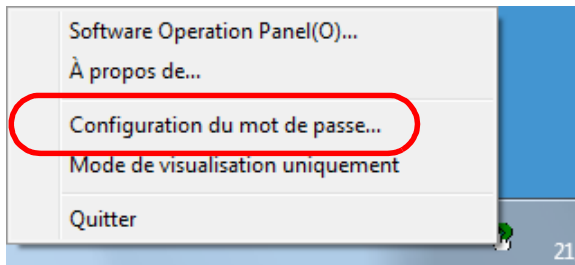 Software Operation Panel(O)...
À propos de...
Configuration du mot de passe...
Mode de visualisation uniquement
Quitter
21